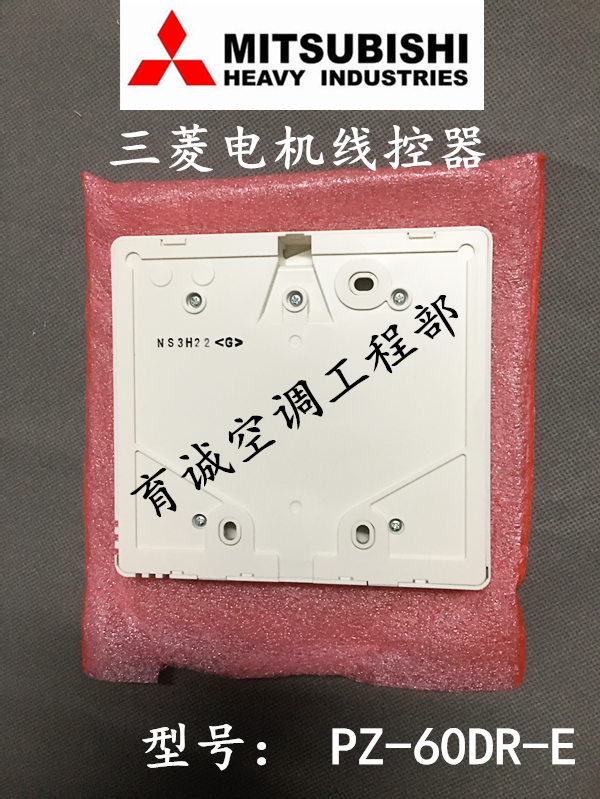 MITSUBISHI
HEAVY INDUSTRIES
三菱电机线控器
NS3H22 <G>
育诚空调工程部
型号： PZ-60DR-E